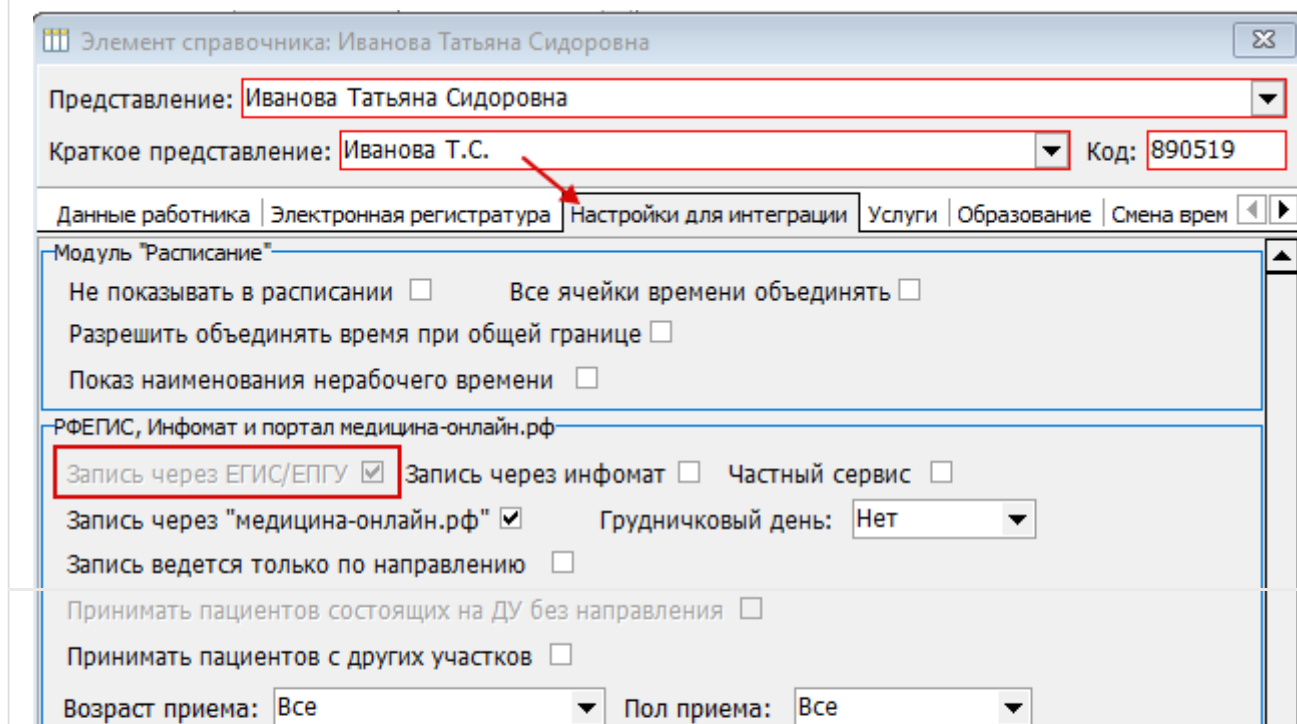 Элемент справочника: Иванова Татьяна Сидоровна
Представление: Иванова Татьяна Сидоровна
Краткое представление: Иванова Т.С. Код: 890519
Данные работника Электронная регистратура Настройки для интеграции Услуги Образование Смена врем
Модуль "Расписание"
Не показывать в расписании Все ячейки времени объединять
Разрешить объединять время при общей границе
Показ наименования нерабочего времени
РФЕГИС, Инфомат и портал медицина-онлайн.рф
Запись через ЕГИС/ЕПГУ Запись через инфомат Частный сервис
Запись через "медицина-онлайн.рф" Грудничковый день: Нет
Запись ведется только по направлению
Принимать пациентов состоящих на ДУ без направления
Принимать пациентов с других участков
Возраст приема: Все Пол приема: Все